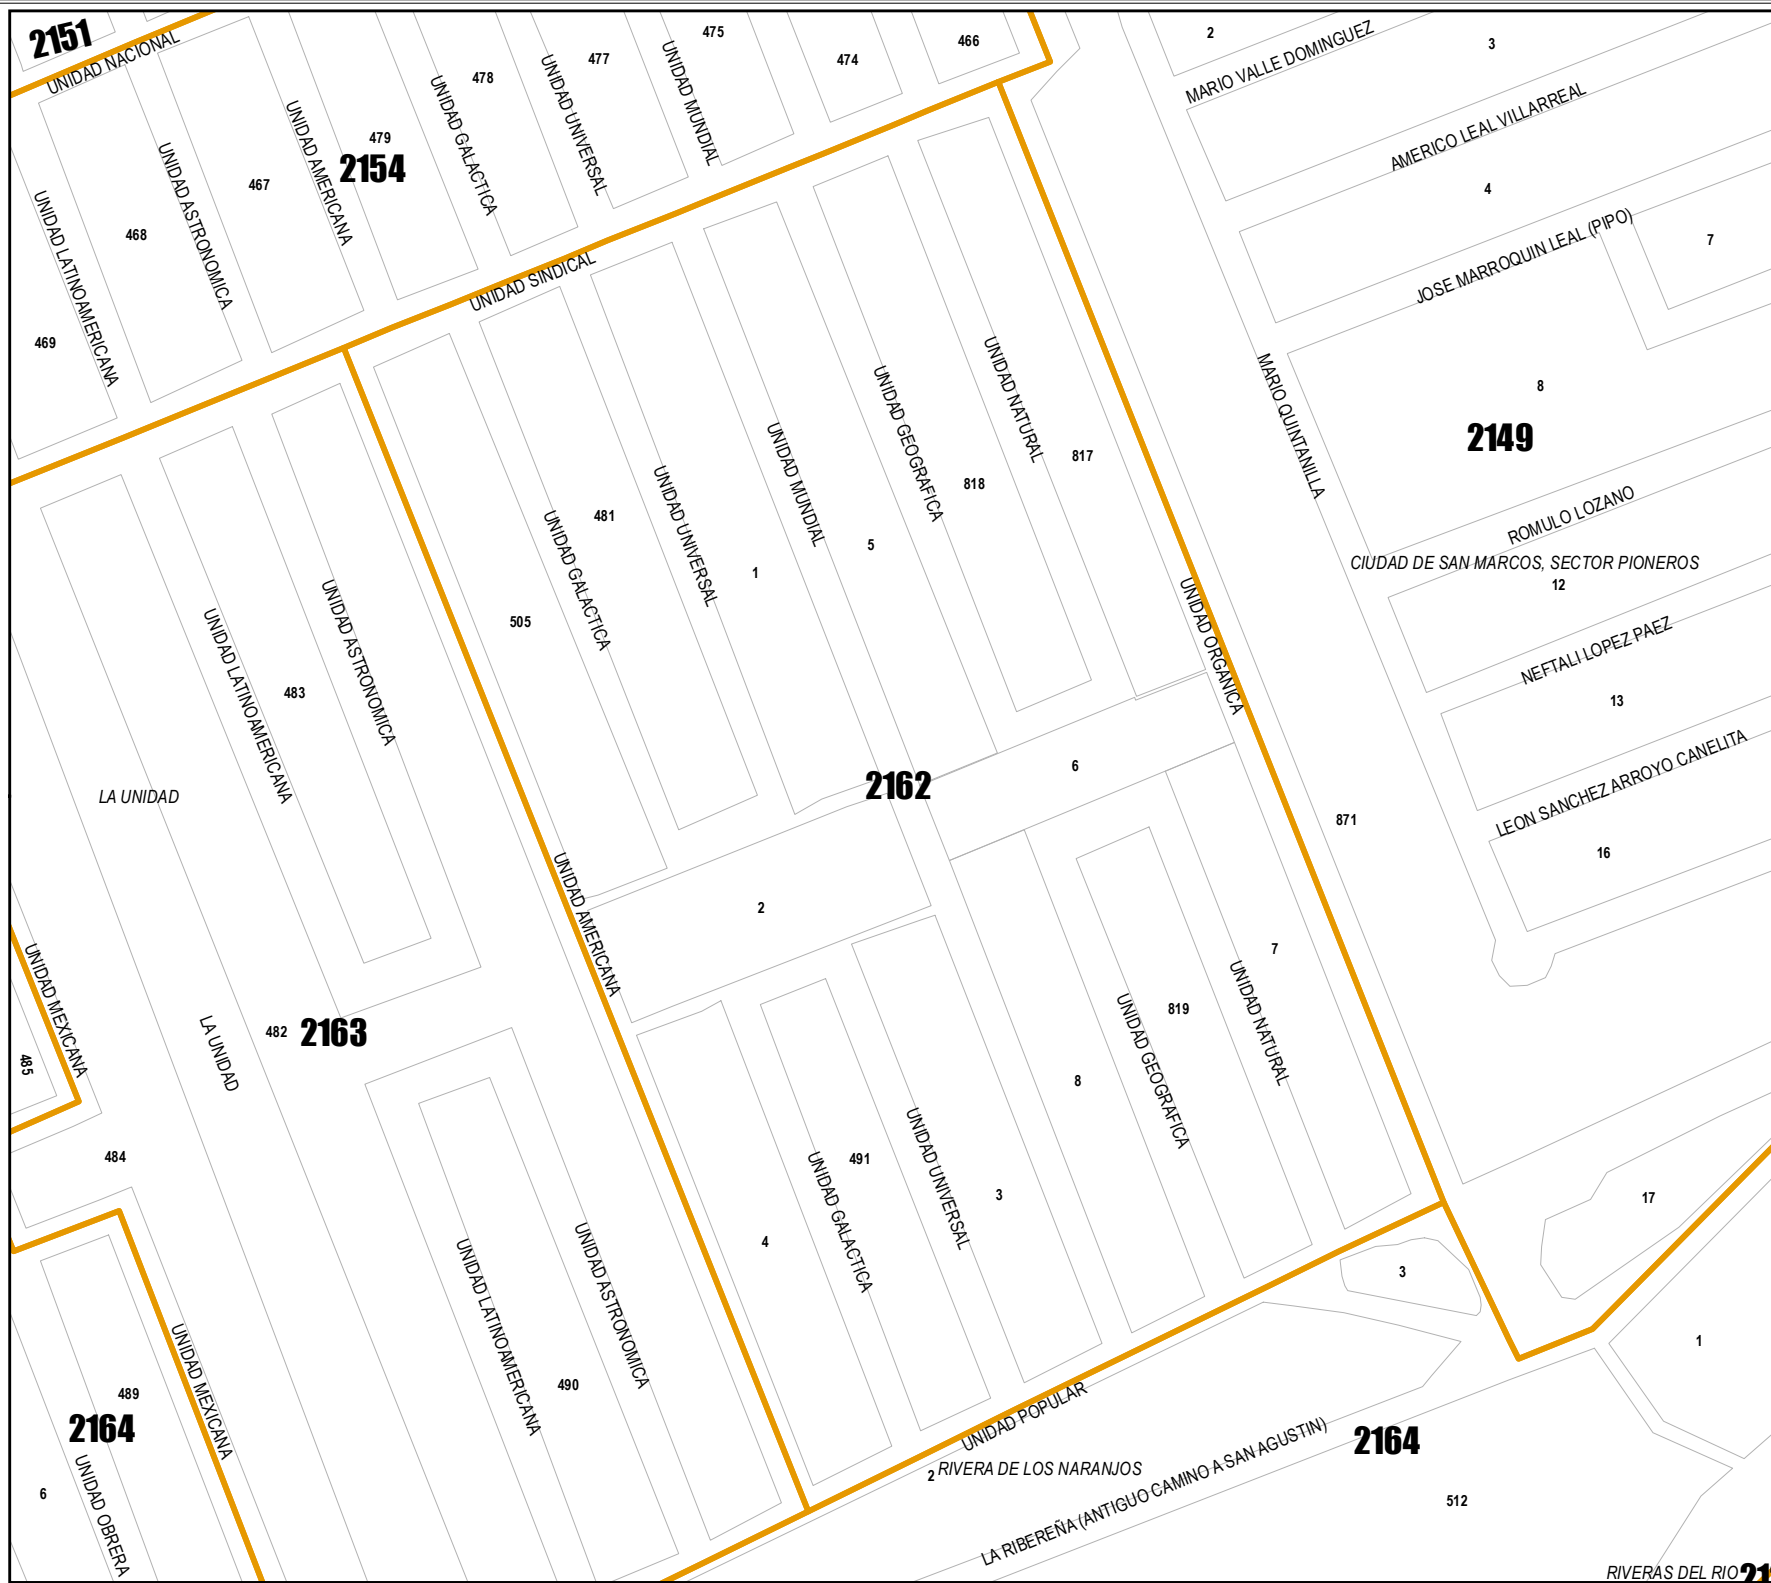 2151
UNIDAD NACIONAL
475
2
MARIO VALLE DOMINGUEZ
3
466
477
474
478
UNIDAD UNIVERSAL
UNIDAD MUNDIAL
UNIDAD GALACTICA
AMERICO LEAL VILLARREAL
479
2154
UNIDAD AMERICANA
467
UNIDAD ASTRONOMICA
468
UNIDAD LATINOAMERICANA
469
4
JOSE MARROQUIN LEAL (PIPO)
7
UNIDAD SINDICAL
8
2149
MARIO QUINTANILLA
UNIDAD NATURAL
UNIDAD GEOGRAFICA
817
818
UNIDAD MUNDIAL
UNIDAD UNIVERSAL
481
5
1
UNIDAD GALACTICA
505
ROMULO LOZANO
CIUDAD DE SAN MARCOS, SECTOR PIONEROS
12
UNIDAD ORGANICA
NEFTALI LOPEZ PAEZ
13
UNIDAD ASTRONOMICA
UNIDAD LATINOAMERICANA
483
LA UNIDAD
2162
6
LEON SANCHEZ ARROYO CANELITA
871
16
2
UNIDAD AMERICANA
7
UNIDAD MEXICANA
485
LA UNIDAD
482
2163
UNIDAD NATURAL
819
UNIDAD GEOGRAFICA
8
484
491
UNIDAD UNIVERSAL
UNIDAD GALACTICA
3
4
17
3
1
UNIDAD ASTRONOMICA
UNIDAD LATINOAMERICANA
490
UNIDAD MEXICANA
489
2164
UNIDAD POPULAR
2
RIVERA DE LOS NARANJOS
LA RIBEREÑA (ANTIGUO CAMINO A SAN AGUSTIN)
2164
6
UNIDAD OBRERA
512
RIVERAS DEL RIO